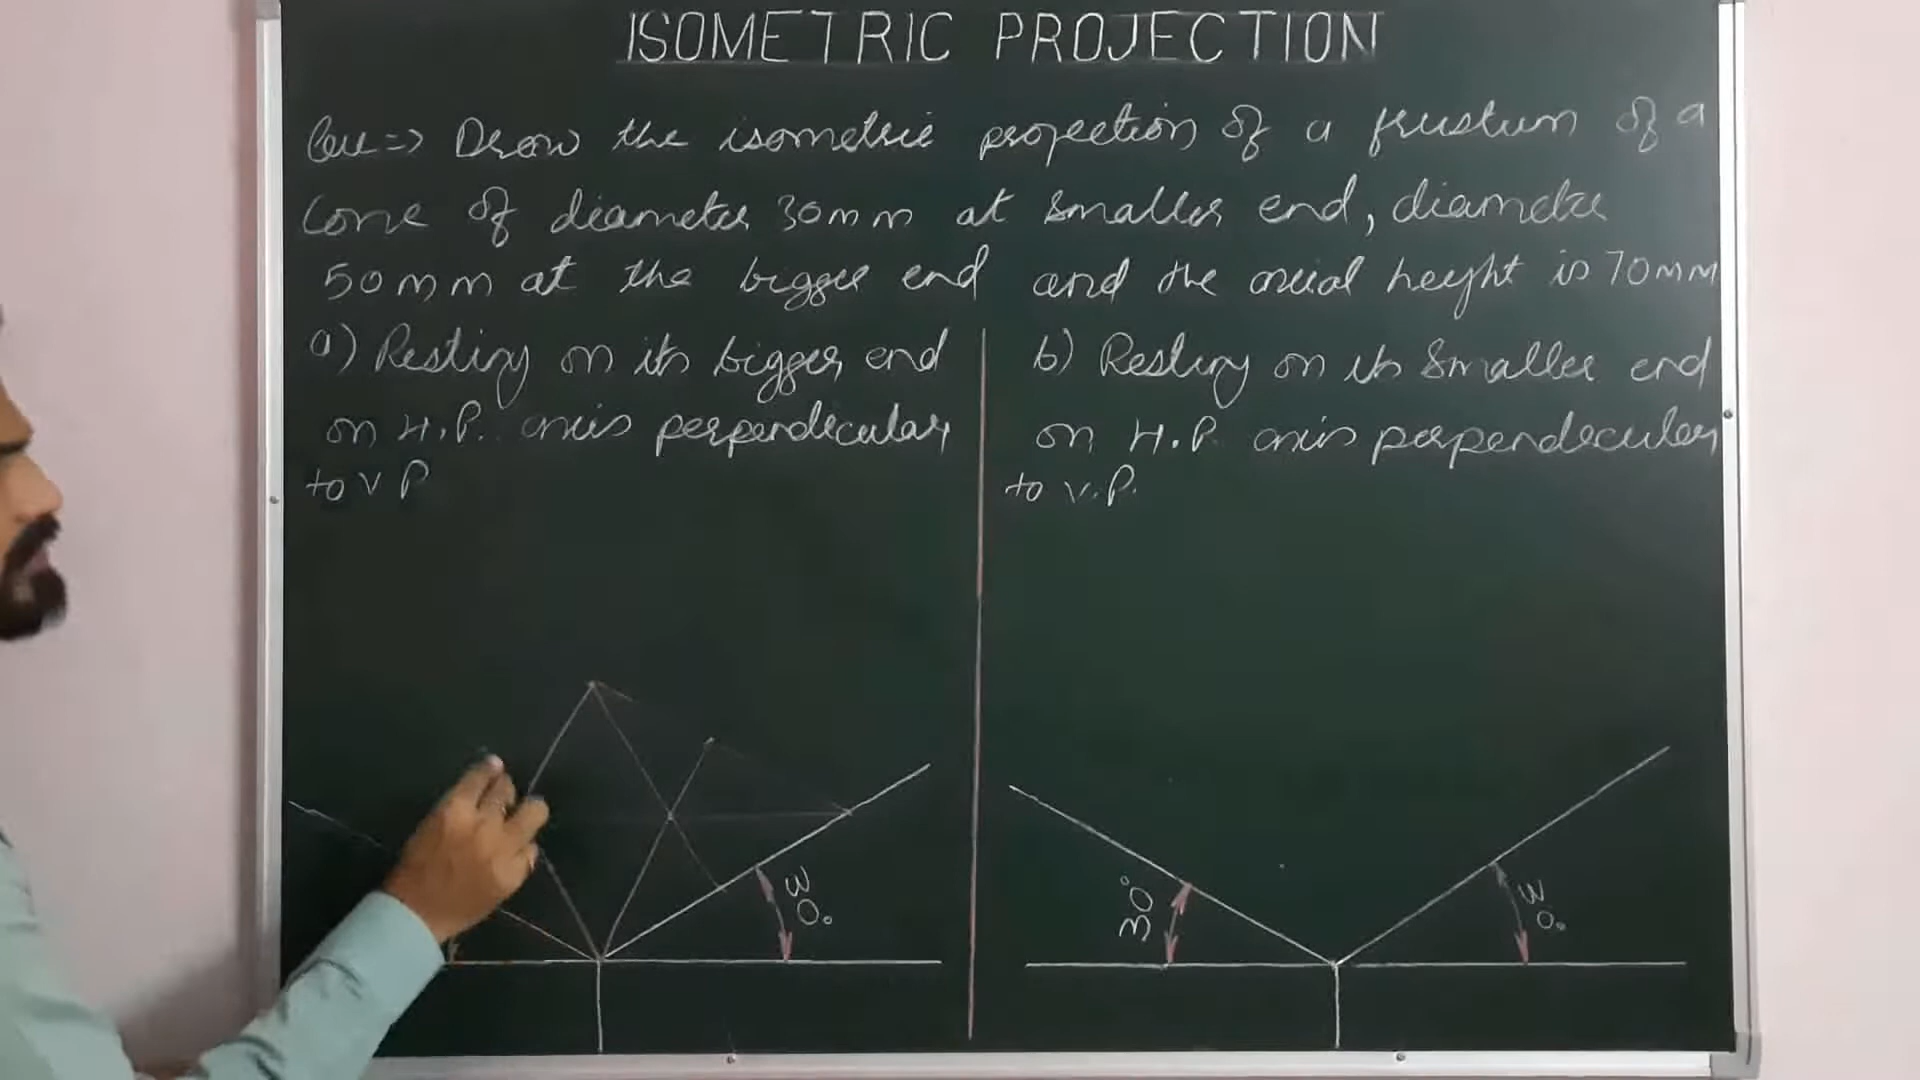 ISOMETRIC PROJECTION
Que=> Draw the isometric projection of a frustum of a
Cone of diameter 30mm at smaller end, diameter
50mm at the bigger end and the axial height is 70mm
a) Resting on its bigger end
on H.P. axis perpendicular
to V P
b) Resting on its smaller end
on H.P axis perpendicular
to V.P.
30°
30°
30°